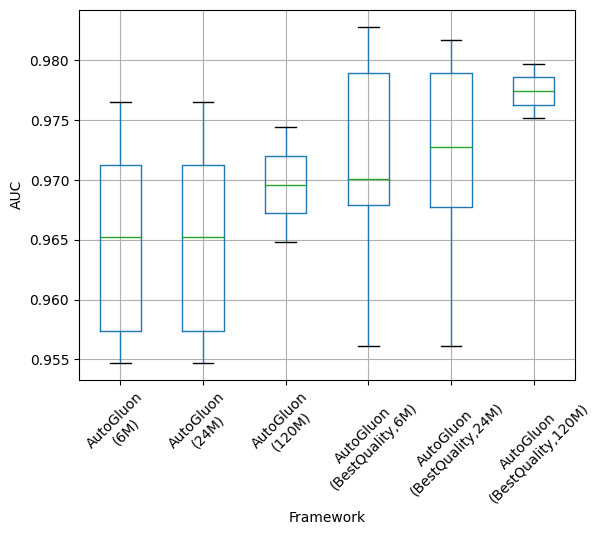 0.980
0.975
0.970
0.965
0.960
0.955
AUC
AutoGluon
(6M)
AutoGluon
(24M)
AutoGluon
(120M)
AutoGluon
(BestQuality,6M)
AutoGluon
(BestQuality,24M)
AutoGluon
(BestQuality,120M)
Framework